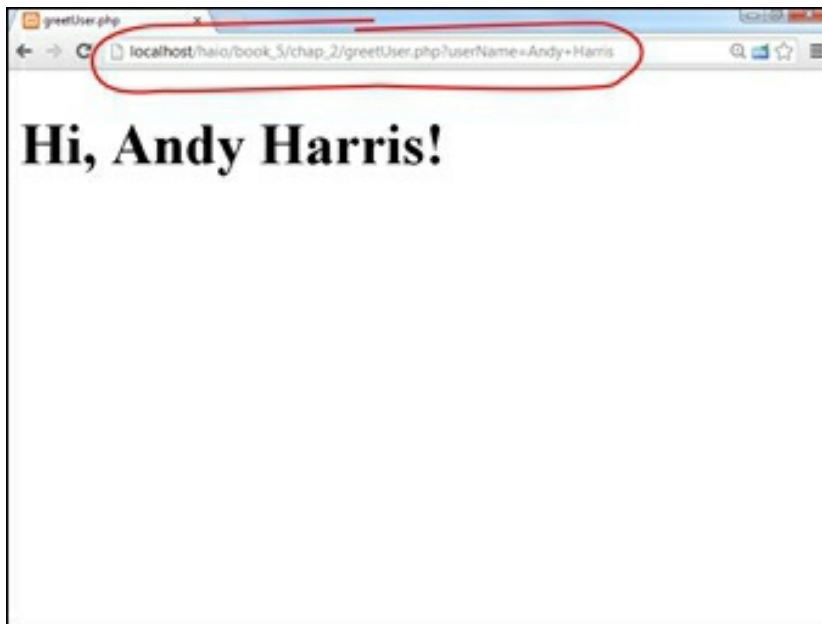 greetUser.php
localhost/haio/book_5/chap_2/greetUser.php?userName=Andy+Harris
Hi, Andy Harris!